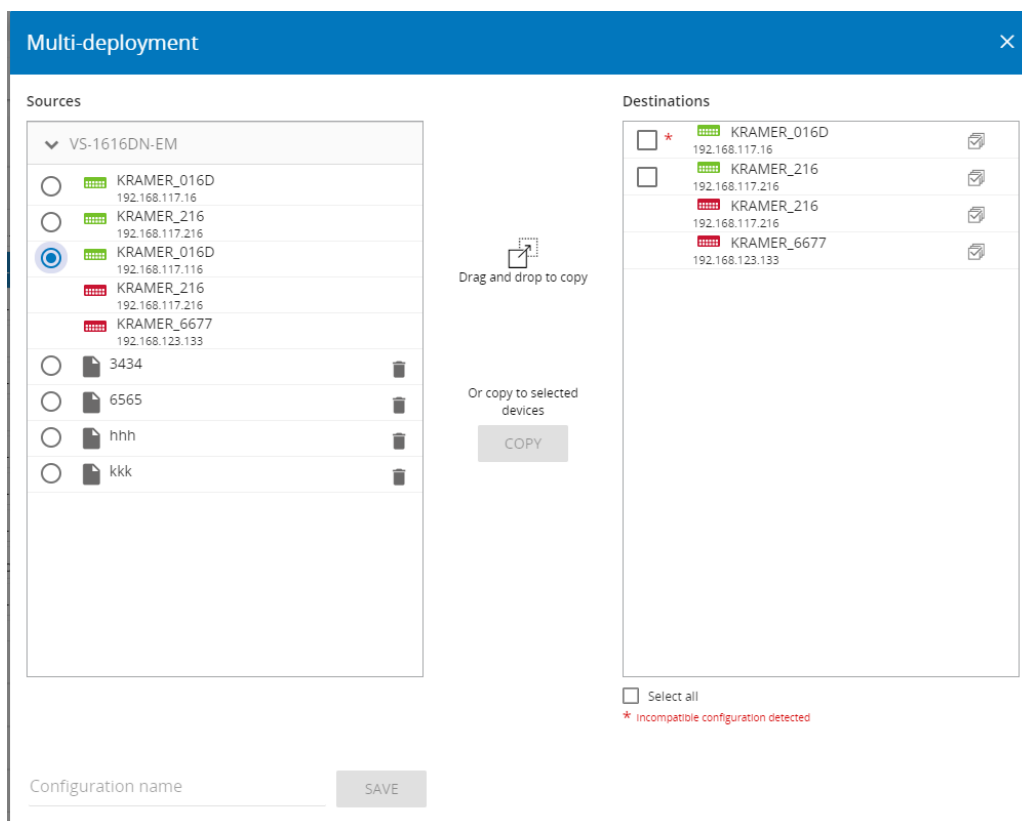 Multi-deployment
Sources
VS-1616DN-EM
KRAMER_016D
192.168.117.16
KRAMER_216
192.168.117.216
KRAMER_016D
192.168.117.116
KRAMER_216
192.168.117.216
KRAMER_6677
192.168.123.133
3434
6565
hhh
kkk
Configuration name
SAVE
Drag and drop to copy
Or copy to selected
devices
COPY
Destinations
* KRAMER_016D
192.168.117.16
KRAMER_216
192.168.117.216
KRAMER_216
192.168.117.216
KRAMER_6677
192.168.123.133
Select all
* Incompatible configuration detected